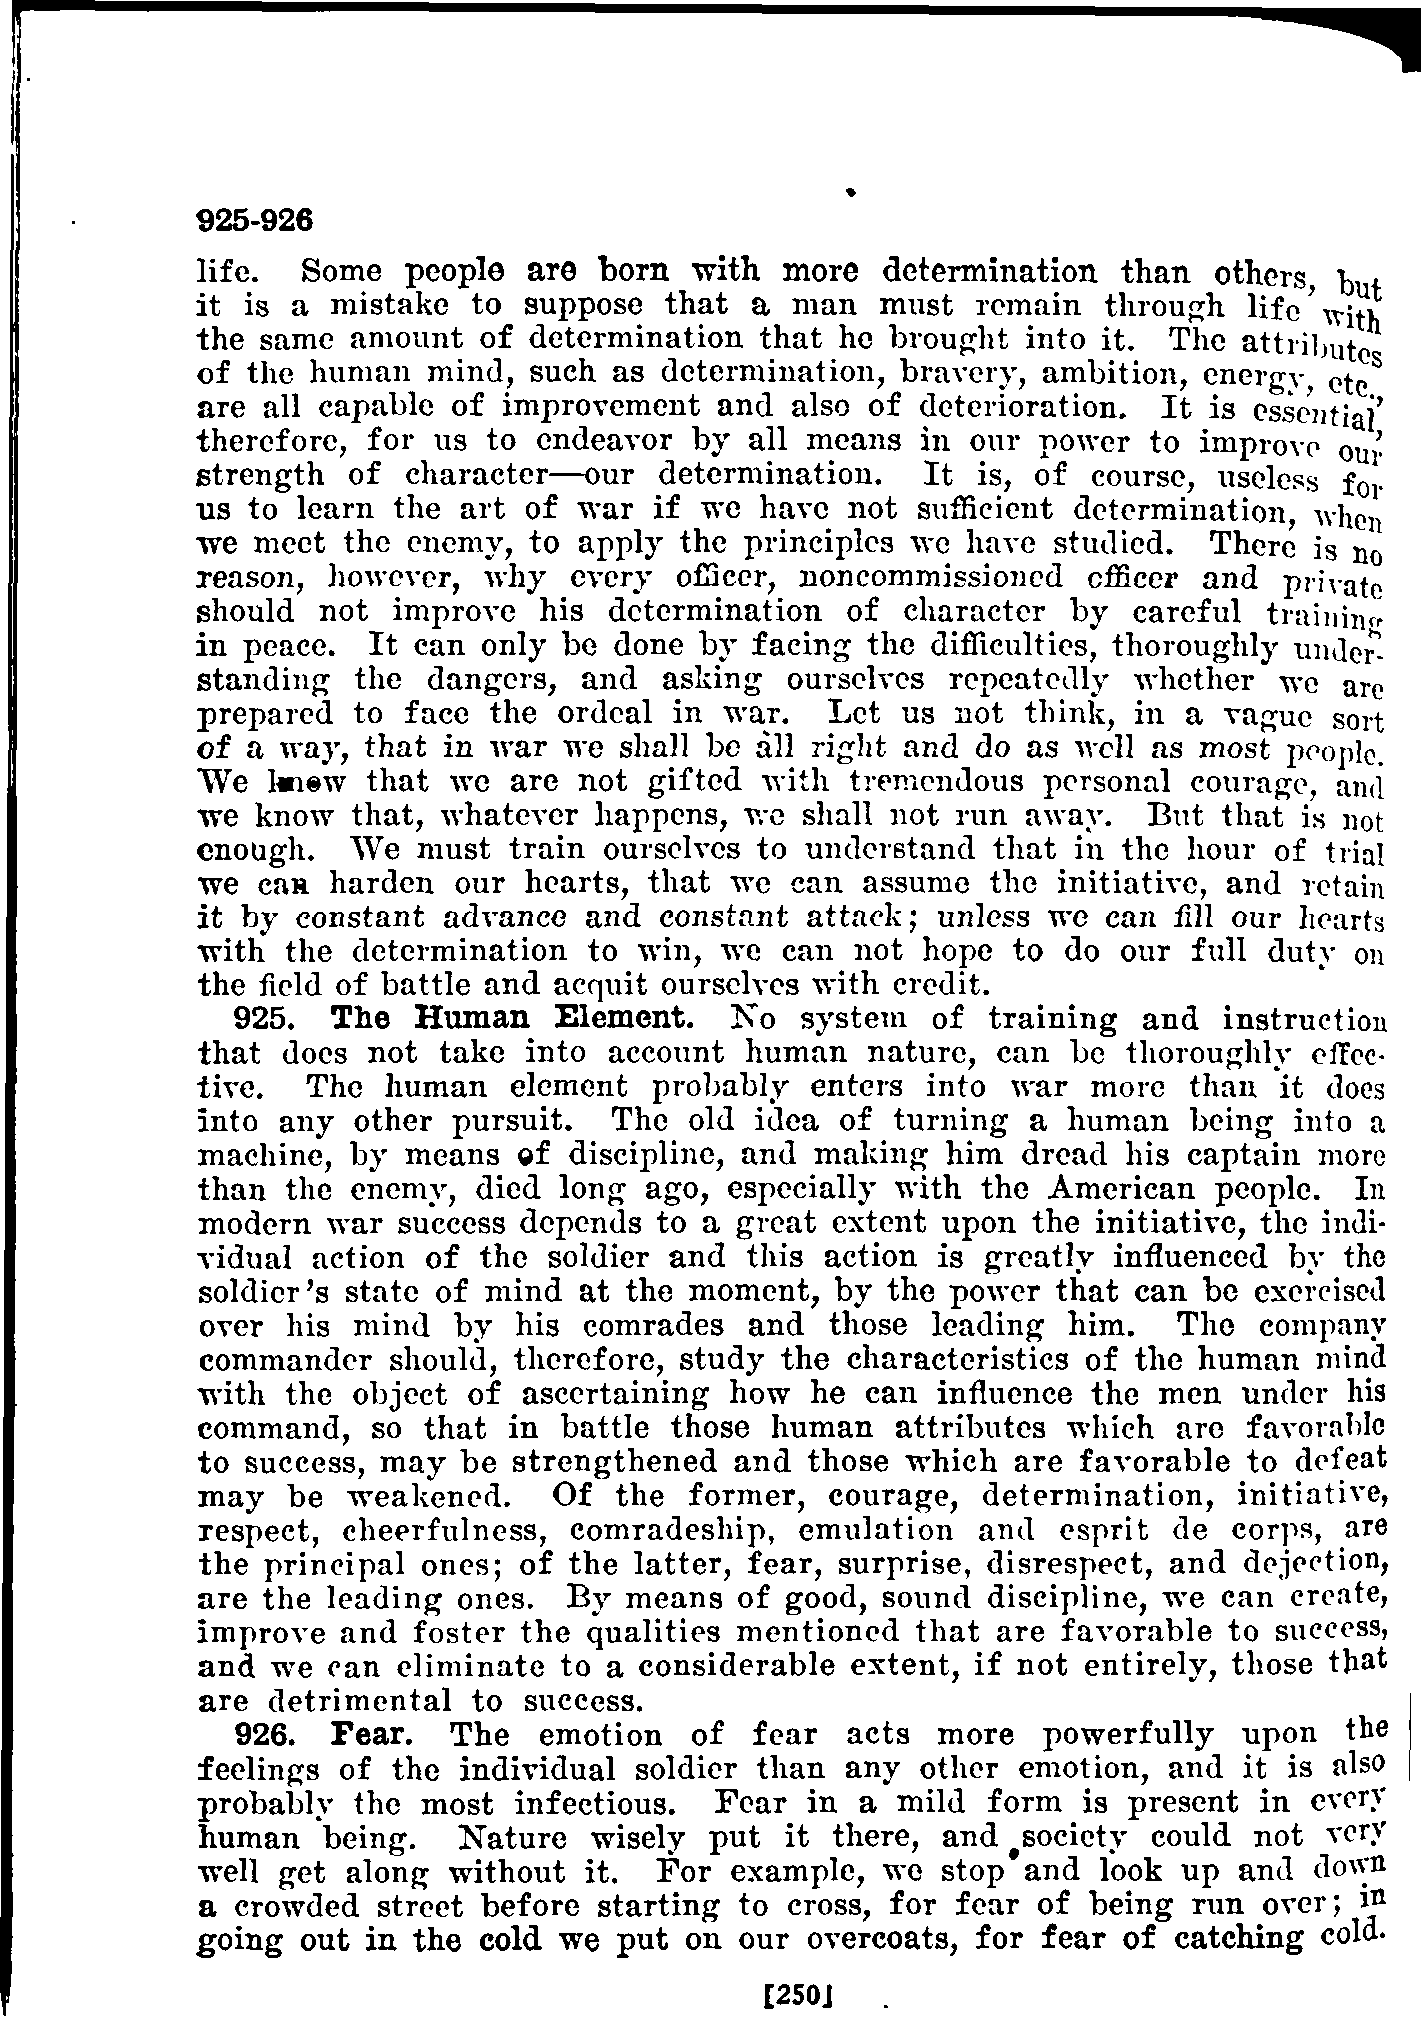 925-926
life. Some people are born with more determination than others, but
it is a mistake to suppose that a man must remain through life with
the same amount of determination that he brought into it. The attributes
of the human mind, such as determination, bravery, ambition, energy, etc.,
are all capable of improvement and also of deterioration. It is essential,
therefore, for us to endeavor by all means in our power to improve our
strength of character—our determination. It is, of course, useless for
us to learn the art of war if we have not sufficient determination, when
we meet the enemy, to apply the principles we have studied. There is no
reason, however, why every officer, noncommissioned officer and private
should not improve his determination of character by careful training
in peace. It can only be done by facing the difficulties, thoroughly under-
standing the dangers, and asking ourselves repeatedly whether we are
prepared to face the ordeal in war. Let us not think, in a vague sort
of a way, that in war we shall be all right and do as well as most people.
We know that we are not gifted with tremendous personal courage, and
we know that, whatever happens, we shall not run away. But that is not
enough. We must train ourselves to understand that in the hour of trial
we can harden our hearts, that we can assume the initiative, and retain
it by constant advance and constant attack; unless we can fill our hearts
with the determination to win, we can not hope to do our full duty on
the field of battle and acquit ourselves with credit.
925. The Human Element. No system of training and instruction
that does not take into account human nature, can be thoroughly effec-
tive. The human element probably enters into war more than it does
into any other pursuit. The old idea of turning a human being into a
machine, by means of discipline, and making him dread his captain more
than the enemy, died long ago, especially with the American people. In
modern war success depends to a great extent upon the initiative, the indi-
vidual action of the soldier and this action is greatly influenced by the
soldier's state of mind at the moment, by the power that can be exercised
over his mind by his comrades and those leading him. The company
commander should, therefore, study the characteristics of the human mind
with the object of ascertaining how he can influence the men under his
command, so that in battle those human attributes which are favorable
to success, may be strengthened and those which are favorable to defeat
may be weakened. Of the former, courage, determination, initiative,
respect, cheerfulness, comradeship, emulation and esprit de corps, are
the principal ones; of the latter, fear, surprise, disrespect, and dejection,
are the leading ones. By means of good, sound discipline, we can create,
improve and foster the qualities mentioned that are favorable to success,
and we can eliminate to a considerable extent, if not entirely, those that
are detrimental to success.
926. Fear. The emotion of fear acts more powerfully upon the
feelings of the individual soldier than any other emotion, and it is also
probably the most infectious. Fear in a mild form is present in every
human being. Nature wisely put it there, and society could not very
well get along without it. For example, we stop and look up and down
a crowded street before starting to cross, for fear of being run over; in
going out in the cold we put on our overcoats, for fear of catching cold.
[250]